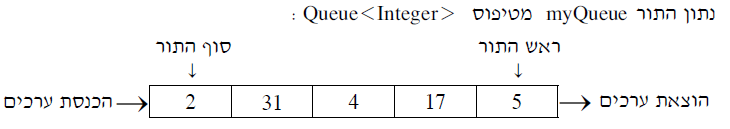 נתון התור myQueue מטיפוס Queue<Integer> :
ראש התור סוף התור
↓ ↓
הוצאת ערכים ← 5 17 4 31 2 ← הכנסת ערכים